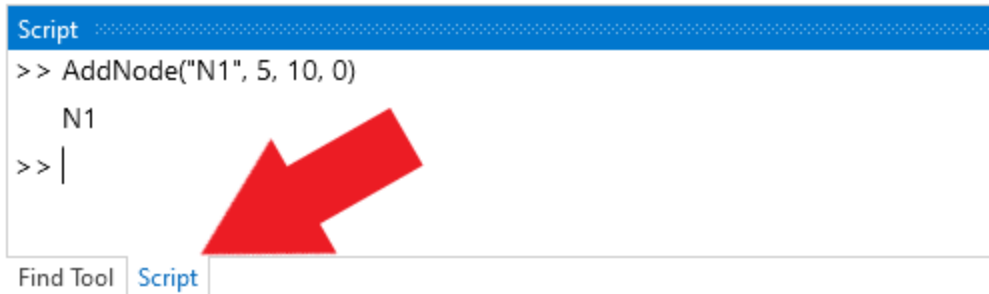 Script
>> AddNode("N1", 5, 10, 0)
N1
>>
Find Tool Script